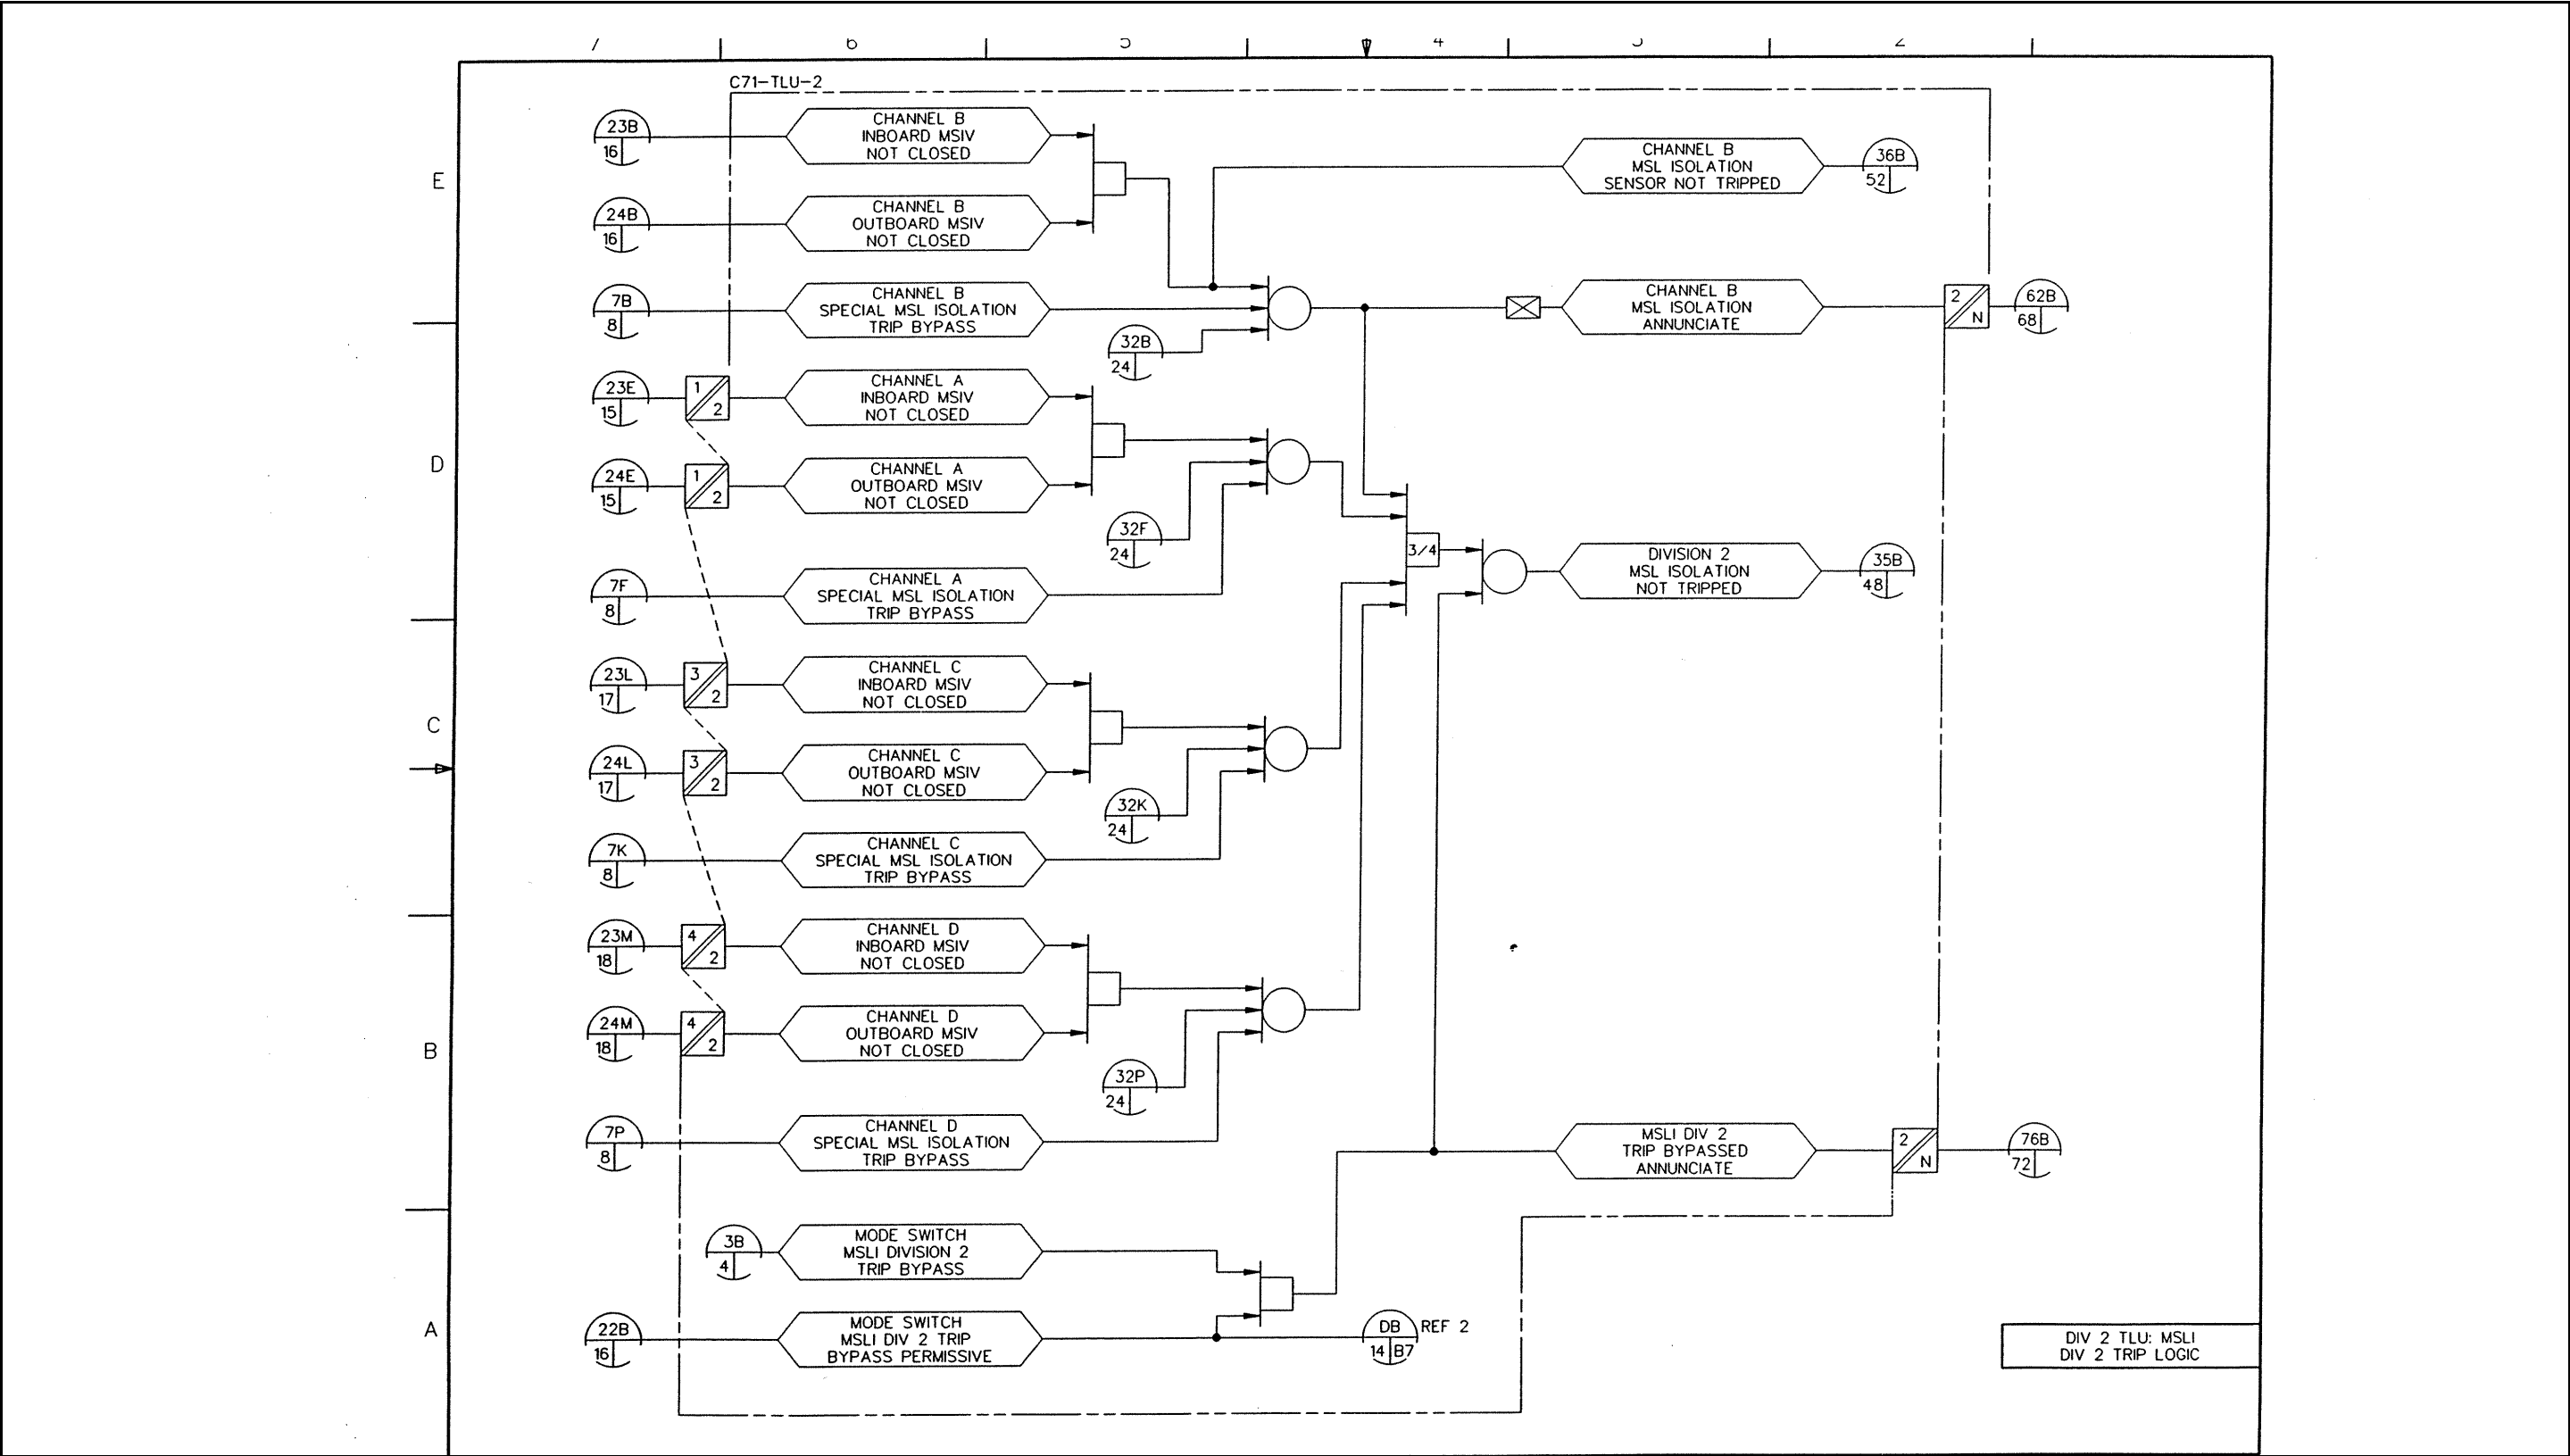 7 6 5 4 3 2
C71-TLU-2
E
D
C
B
A
23B
16
CHANNEL B
INBOARD MSIV
NOT CLOSED
24B
16
CHANNEL B
OUTBOARD MSIV
NOT CLOSED
7B
8
CHANNEL B
SPECIAL MSL ISOLATION
TRIP BYPASS
32B
24
CHANNEL B
MSL ISOLATION
SENSOR NOT TRIPPED
36B
52
CHANNEL B
MSL ISOLATION
ANNUNCIATE
2
N
62B
68
23E
15
1
2
CHANNEL A
INBOARD MSIV
NOT CLOSED
24E
15
1
2
CHANNEL A
OUTBOARD MSIV
NOT CLOSED
32F
24
7F
8
CHANNEL A
SPECIAL MSL ISOLATION
TRIP BYPASS
3/4
DIVISION 2
MSL ISOLATION
NOT TRIPPED
35B
48
23L
17
3
2
CHANNEL C
INBOARD MSIV
NOT CLOSED
24L
17
3
2
CHANNEL C
OUTBOARD MSIV
NOT CLOSED
32K
24
7K
8
CHANNEL C
SPECIAL MSL ISOLATION
TRIP BYPASS
23M
18
4
2
CHANNEL D
INBOARD MSIV
NOT CLOSED
24M
18
4
2
CHANNEL D
OUTBOARD MSIV
NOT CLOSED
32P
24
7P
8
CHANNEL D
SPECIAL MSL ISOLATION
TRIP BYPASS
MSLI DIV 2
TRIP BYPASSED
ANNUNCIATE
2
N
76B
72
3B
4
MODE SWITCH
MSLI DIVISION 2
TRIP BYPASS
22B
16
MODE SWITCH
MSLI DIV 2 TRIP
BYPASS PERMISSIVE
DB
14 B7
REF 2
DIV 2 TLU: MSLI
DIV 2 TRIP LOGIC